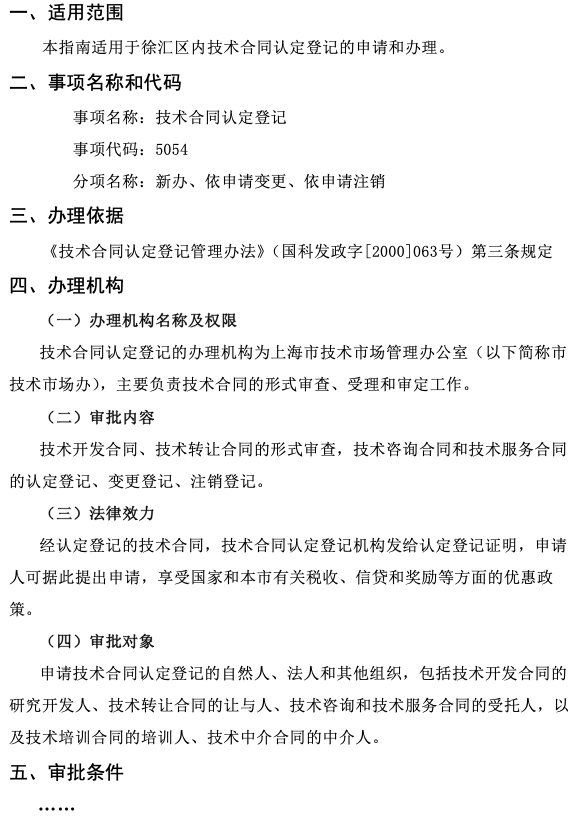 一、适用范围
本指南适用于徐汇区内技术合同认定登记的申请和办理。
二、事项名称和代码
事项名称：技术合同认定登记
事项代码：5054
分项名称：新办、依申请变更、依申请注销
三、办理依据
《技术合同认定登记管理办法》（国科发政字[2000]063号）第三条规定
四、办理机构
（一）办理机构名称及权限
技术合同认定登记的办理机构为上海市技术市场管理办公室（以下简称市
技术市场办），主要负责技术合同的形式审查、受理和审定工作。
（二）审批内容
技术开发合同、技术转让合同的形式审查，技术咨询合同和技术服务合同
的认定登记、变更登记、注销登记。
（三）法律效力
经认定登记的技术合同，技术合同认定登记机构发给认定登记证明，申请
人可据此提出申请，享受国家和本市有关税收、信贷和奖励等方面的优惠政
策。
（四）审批对象
申请技术合同认定登记的自然人、法人和其他组织，包括技术开发合同的
研究开发人、技术转让合同的让与人、技术咨询和技术服务合同的受托人，以
及技术培训合同的培训人、技术中介合同的中介人。
五、审批条件
……